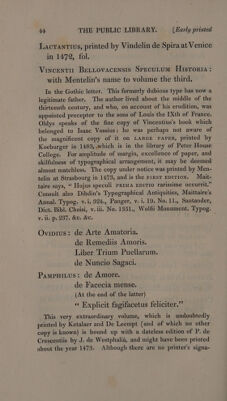 44 THE PUBLIC LIBRARY. [Early printed
LACTANTIUS, printed by Vindelin de Spira at Venice
in 1472, fol.
VINCENTII BELLOVACENSIS SPECULUM HISTORIA:
with Mentelin's name to volume the third.
In the Gothic letter. This formerly dubious type has now a
legitimate father. The author lived about the middle of the
thirteenth century, and who, on account of his erudition, was
appointed preceptor to the sons of Louis the IXth of France.
Oldys speaks of the fine copy of Vincentius's book which
belonged to Isaac Vossius: he was perhaps not aware of
the magnificent copy of it ON LARGE PAPER, printed by
Koeburger in 1483, which is in the library of Peter House
College. For amplitude of margin, excellence of paper, and
skilfulness of typographical arrangement, it may be deemed
almost matchless. The copy under notice was printed by Men-
telin at Strasbourg in 1473, and is the FIRST EDITION. Mait-
taire says, " Hujus speculi PRIMA EDITIO rarissime occurrit."
Consult also Dibdin's Typographical Antiquities, Maittaire's
Annal. Typog. v. i. 924., Panzer, v. i. 19. No. 11., Santander,
Dict. Bibl. Choisi, v. iii. No. 1351., Volfii Monument. Typog.
v. ii. p. 237. &c. &c.
OVIDIUS: de Arte Amatoria.
de Remediis Amoris.
Liber Trium Puellarum.
de Nuncio Sagaci.
PAMPHILUS: de Amore.
de Facecia mense.
(At the end of the latter)
" Explicit fagifacetus feliciter."
This very extraordinary volume, which is undoubtedly
printed by Ketalaer and De Leempt (and of which no other
copy is known) is bound up with a dateless edition of P. de
Crescentiis by J. de Westphalia, and might have been printed
about the year 1473. Although there are no printer's signa-